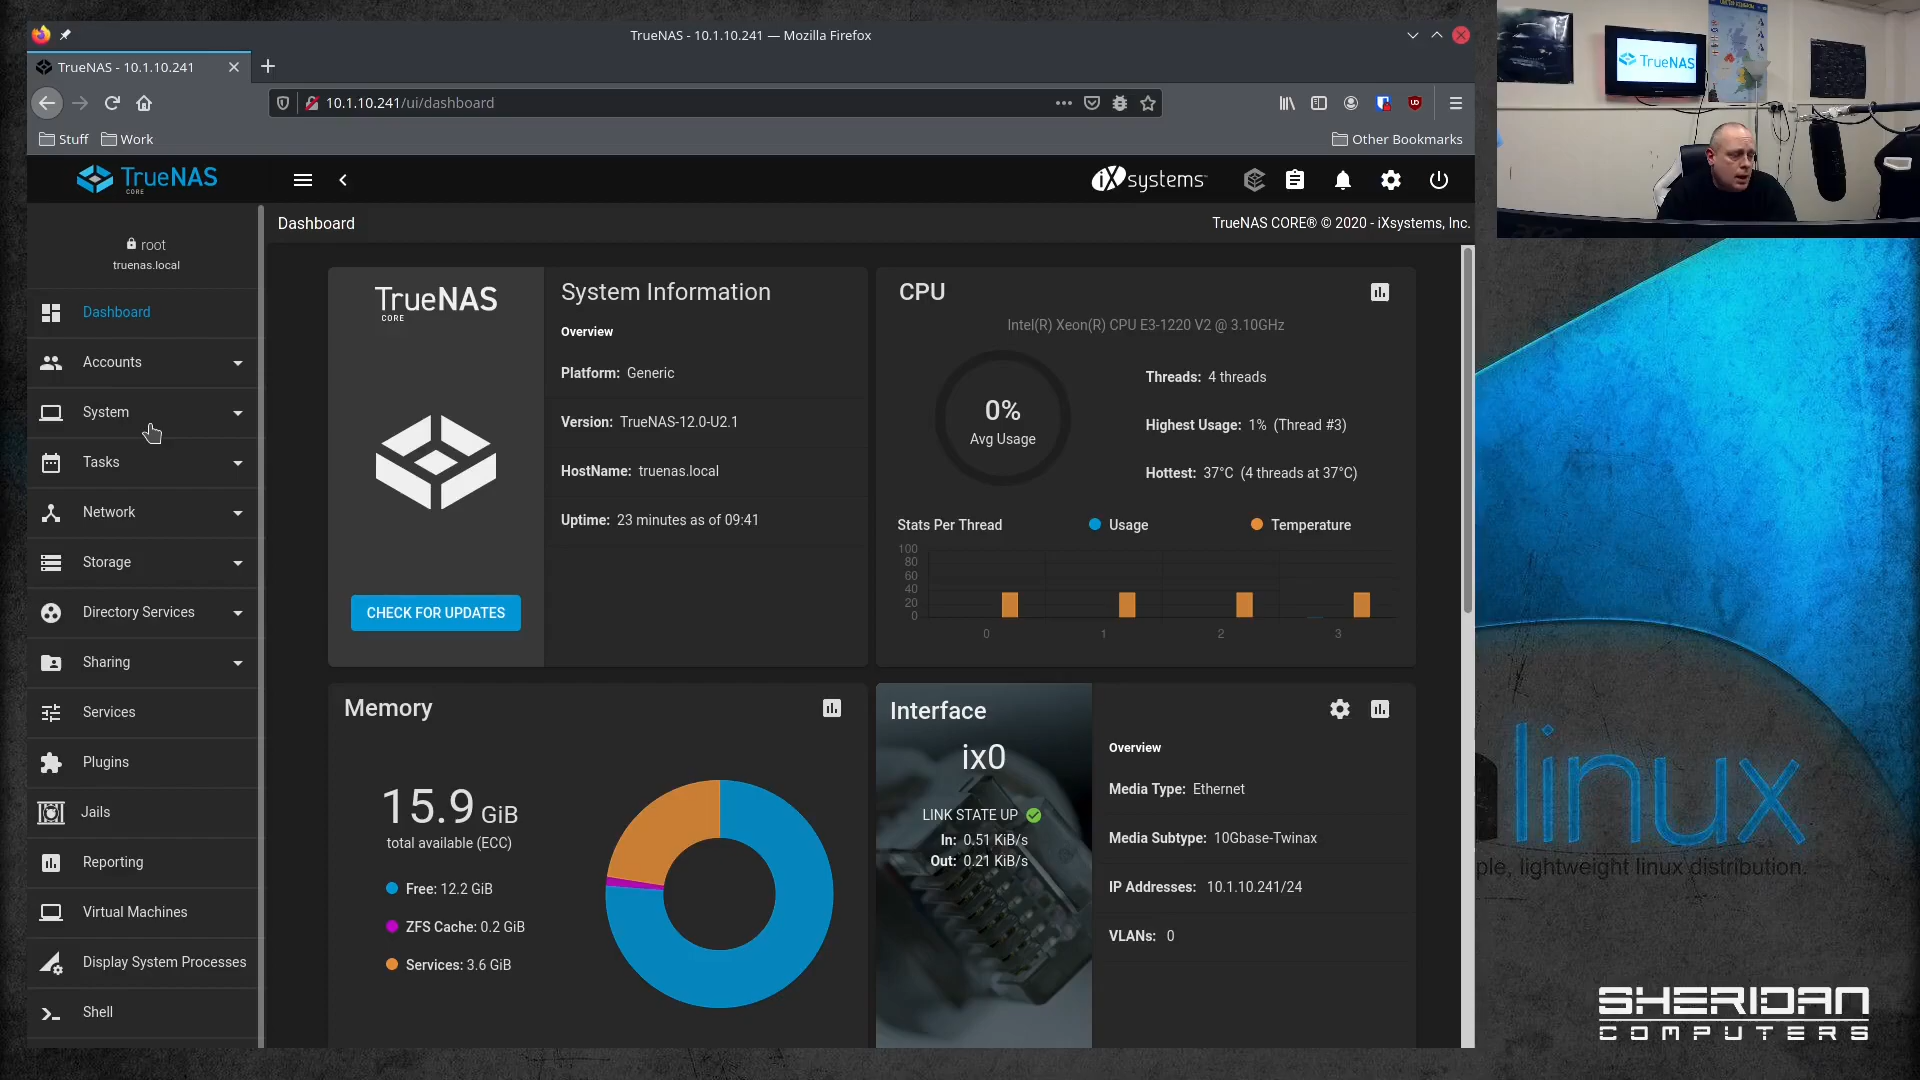 TrueNAS - 10.1.10.241 — Mozilla Firefox
TrueNAS - 10.1.10.241
10.1.10.241/ui/dashboard
Stuff
Work
Other Bookmarks
TrueNAS
CORE
iXsystems
Dashboard
TrueNAS CORE® © 2020 - iXsystems, Inc.
root
truenas.local
Dashboard
Accounts
System
Tasks
Network
Storage
Directory Services
Sharing
Services
Plugins
Jails
Reporting
Virtual Machines
Display System Processes
Shell
TrueNAS
CORE
CHECK FOR UPDATES
System Information
Overview
Platform: Generic
Version: TrueNAS-12.0-U2.1
HostName: truenas.local
Uptime: 23 minutes as of 09:41
CPU
Intel(R) Xeon(R) CPU E3-1220 V2 @ 3.10GHz
0%
Avg Usage
Threads: 4 threads
Highest Usage: 1% (Thread #3)
Hottest: 37°C (4 threads at 37°C)
Stats Per Thread
Usage
Temperature
100
80
60
40
20
0
0 1 2 3
Memory
15.9 GiB
total available (ECC)
Free: 12.2 GiB
ZFS Cache: 0.2 GiB
Services: 3.6 GiB
Interface
ix0
LINK STATE UP
In: 0.51 KiB/s
Out: 0.21 KiB/s
Overview
Media Type: Ethernet
Media Subtype: 10Gbase-Twinax
IP Addresses: 10.1.10.241/24
VLANs: 0
TrueNAS
linux
ple, lightweight linux distribution.
SHERIDAN
COMPUTERS